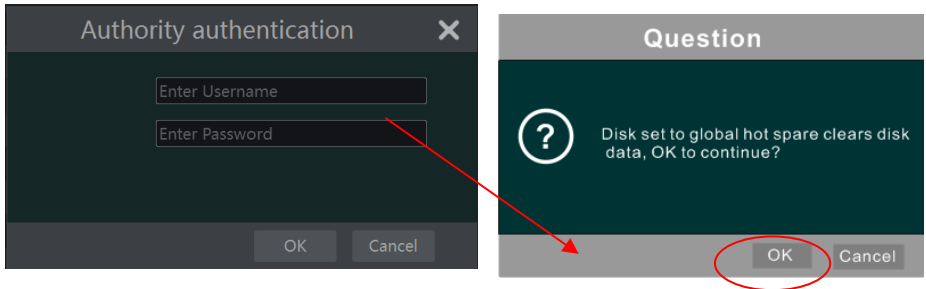 Authority authentication
Enter Username
Enter Password
OK Cancel
Question
?
Disk set to global hot spare clears disk
data, OK to continue?
OK Cancel